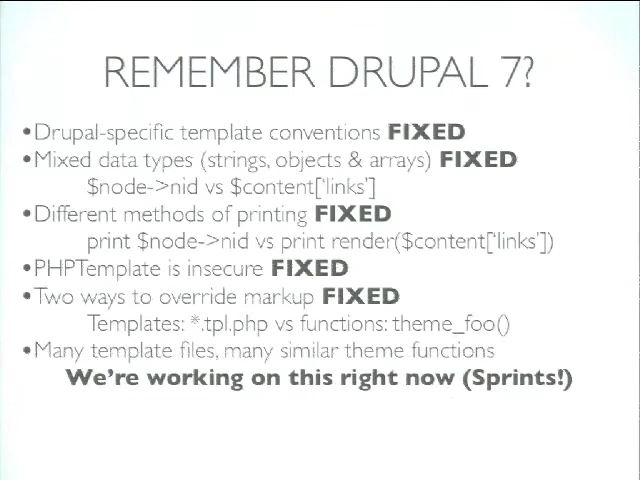 REMEMBER DRUPAL 7?
•Drupal-specific template conventions FIXED
•Mixed data types (strings, objects & arrays) FIXED
$node->nid vs $content['links']
•Different methods of printing FIXED
print $node->nid vs print render($content['links'])
•PHPTemplate is insecure FIXED
•Two ways to override markup FIXED
Templates: *.tpl.php vs functions: theme_foo()
•Many template files, many similar theme functions
We're working on this right now (Sprints!)